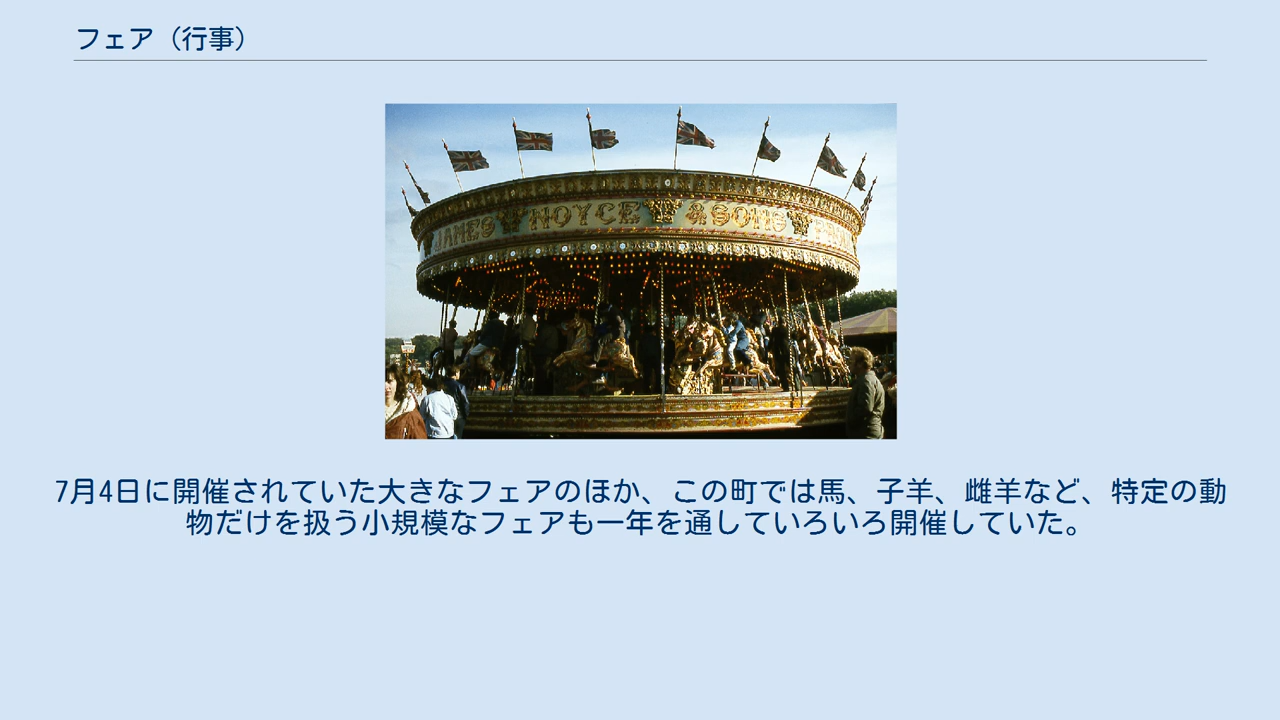 フェア（行事）
JAMES NOYCE & SONS
7月4日に開催されていた大きなフェアのほか、この町では馬、子羊、雌羊など、特定の動
物だけを扱う小規模なフェアも一年を通していろいろ開催していた。